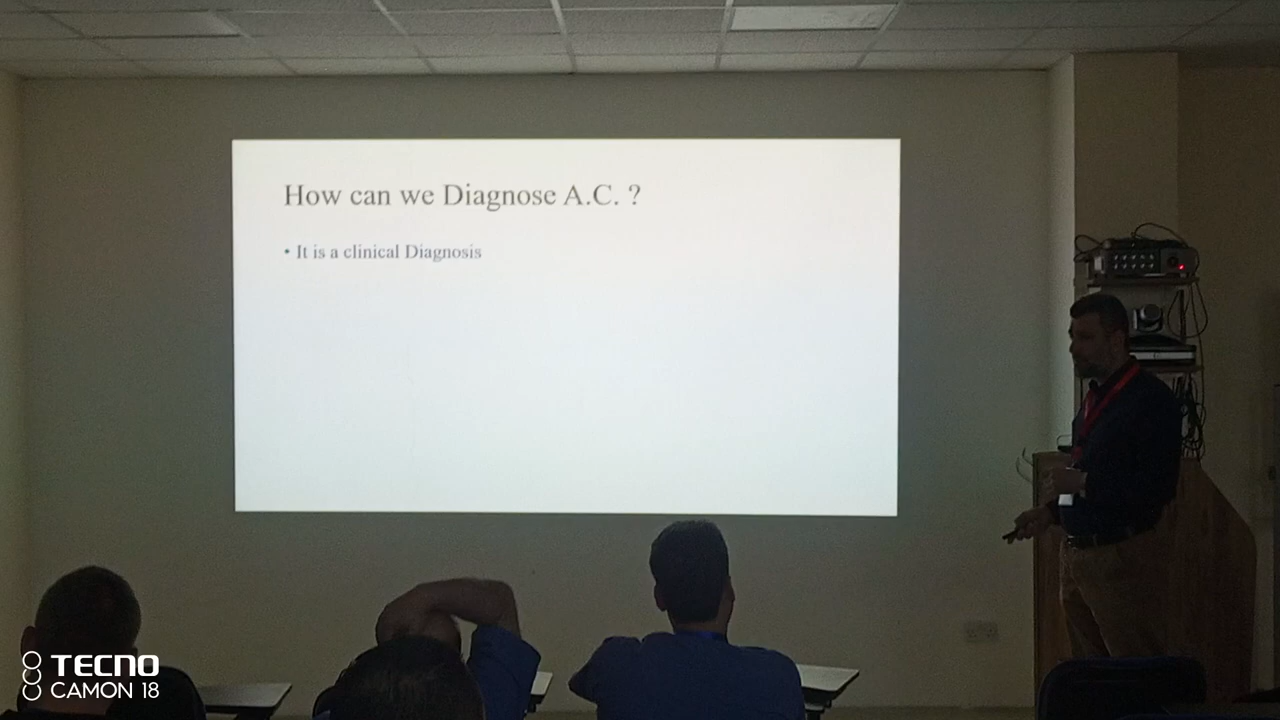 How can we Diagnose A.C. ?
• It is a clinical Diagnosis
TECNO
CAMON 18